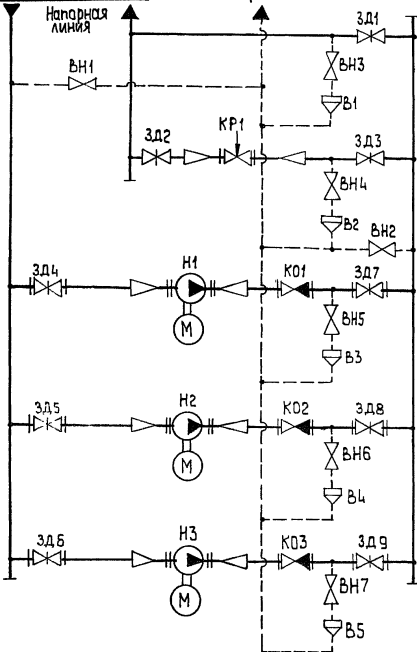 Напорная
линия
ЗД1
ВН1
ВН3
В1
ЗД2
КР1
ЗД3
ВН4
В2
ВН2
ЗД4
Н1
КО1
ЗД7
ВН5
М
В3
ЗД5
Н2
КО2
ЗД8
ВН6
М
В4
ЗД6
Н3
КО3
ЗД9
ВН7
М
В5